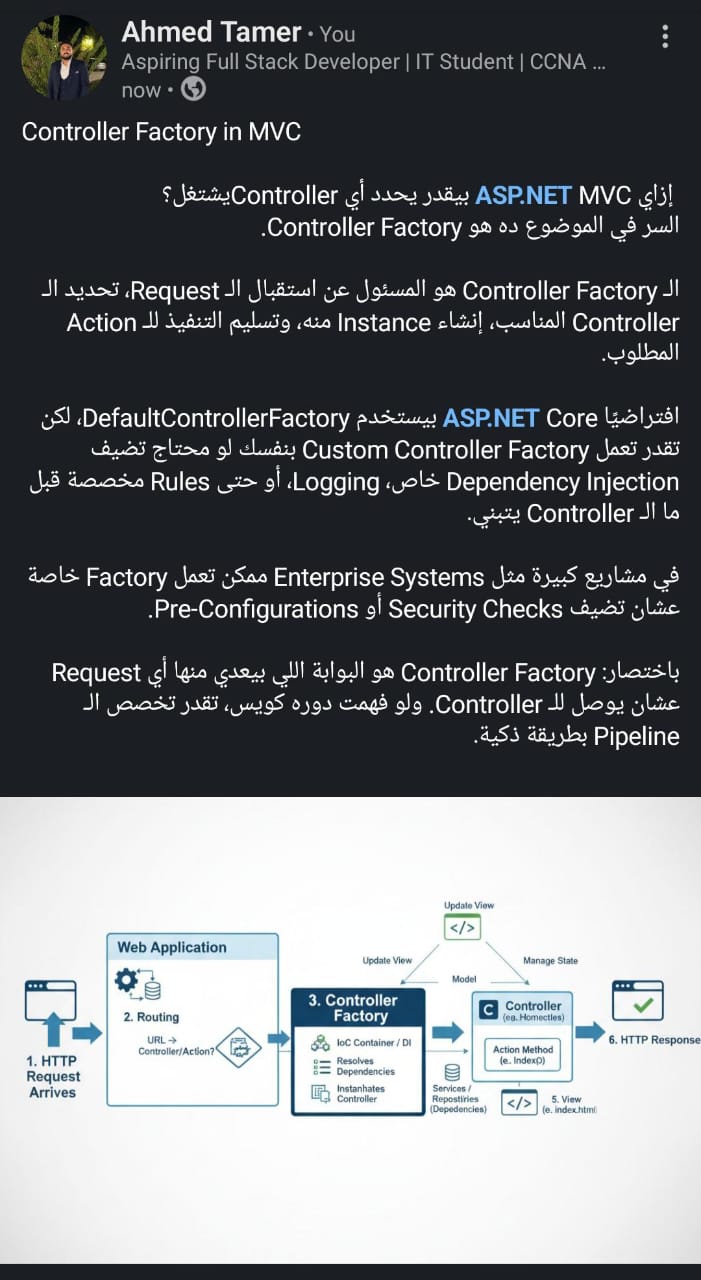 Ahmed Tamer • You
Aspiring Full Stack Developer | IT Student | CCNA ...
now •
Controller Factory in MVC
إزاي ASP.NET MVC بيقدر يحدد أي Controllerيشتغل؟
السر في الموضوع ده هو Controller Factory.
الـ Controller Factory هو المسئول عن استقبال الـ Request، تحديد الـ
Controller المناسب، إنشاء Instance منه، وتسليم التنفيذ للـ Action
المطلوب.
افتراضيًا ASP.NET Core بيستخدم DefaultControllerFactory، لكن
تقدر تعمل Custom Controller Factory بنفسك لو محتاج تضيف
Dependency Injection خاص، Logging، أو حتى Rules مخصصة قبل
ما الـ Controller يتبني.
في مشاريع كبيرة مثل Enterprise Systems ممكن تعمل Factory خاصة
عشان تضيف Security Checks أو Pre-Configurations.
باختصار: Controller Factory هو البوابة اللي بيعدي منها أي Request
عشان يوصل للـ Controller. ولو فهمت دوره كويس، تقدر تخصص الـ
Pipeline بطريقة ذكية.
1. HTTP
Request
Arrives
Web Application
2. Routing
URL →
Controller/Action?
3. Controller
Factory
IoC Container / DI
Resolves
Dependencies
Instanhates
Controller
Update View
</>
Update View
Manage State
Model
C
Controller
(eg. Homectles)
Action Method
(e.. IndexO)
Services /
Repostíries
(Depedencies)
</>
5. View
(e. index.html
6. HTTP Response